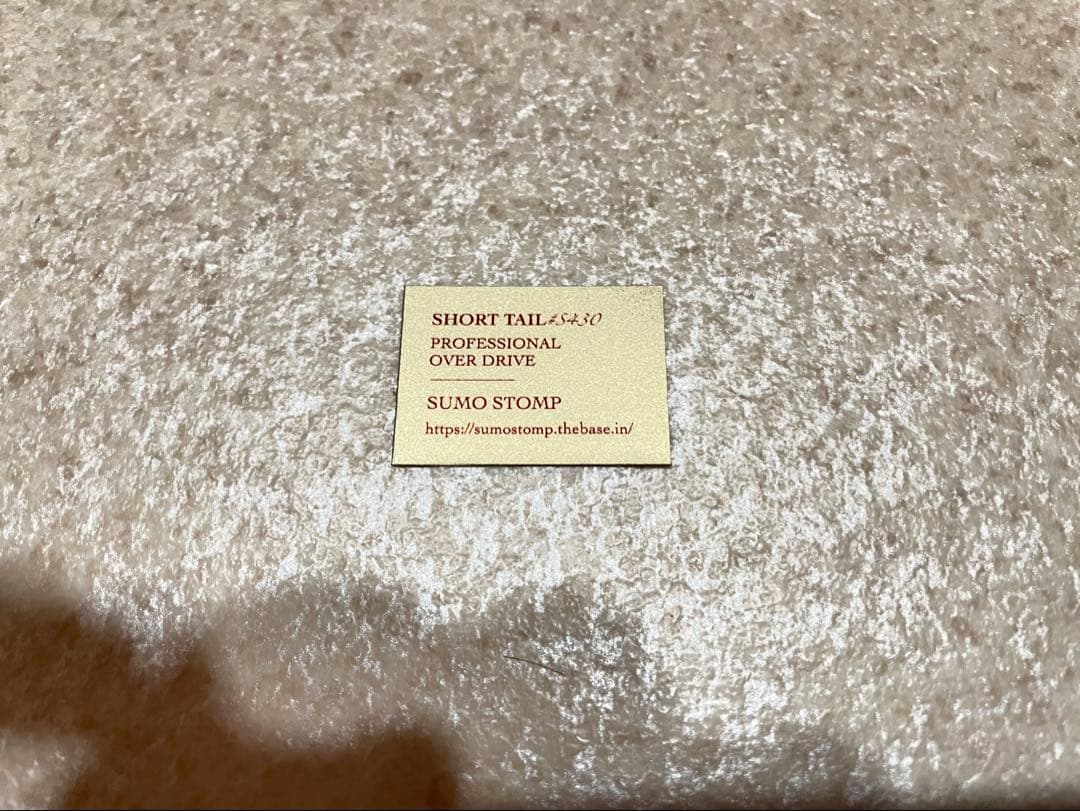 SHORT TAIL #S430
PROFESSIONAL
OVER DRIVE
SUMO STOMP
https://sumostomp.thebase.in/